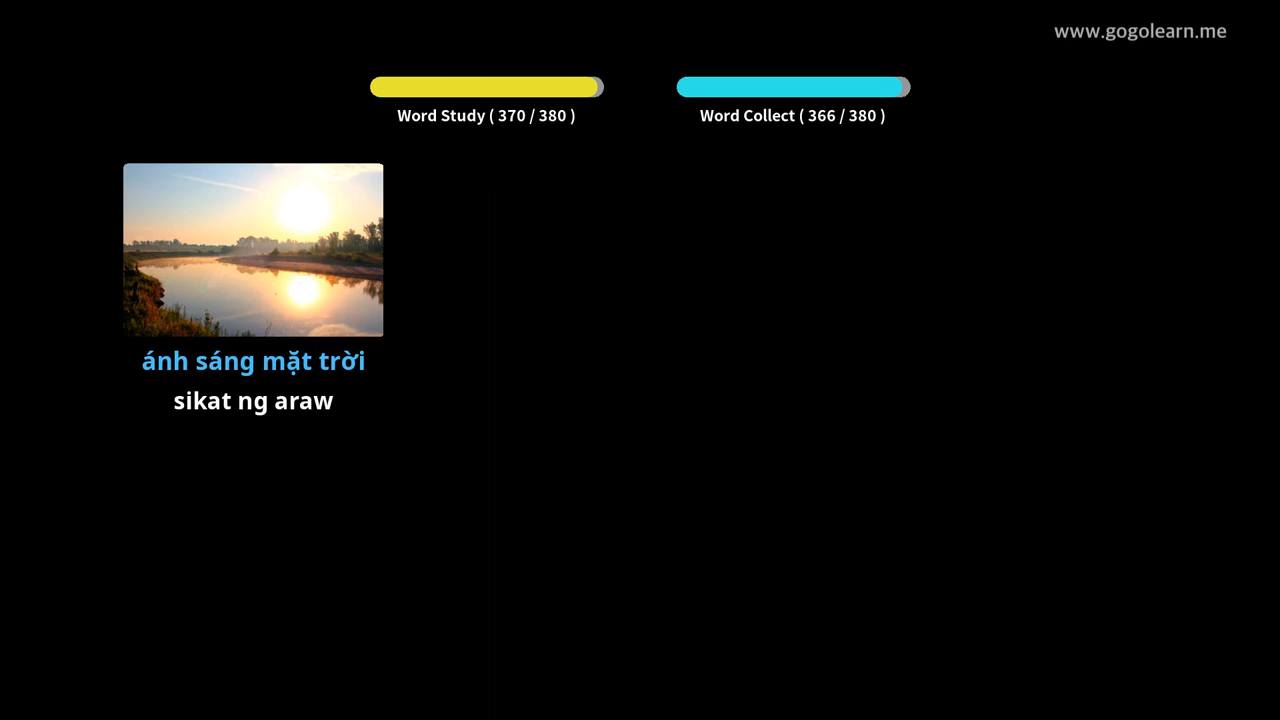 www.gogolearn.me
Word Study ( 370 / 380 )
Word Collect ( 366 / 380 )
ánh sáng mặt trời
sikat ng araw